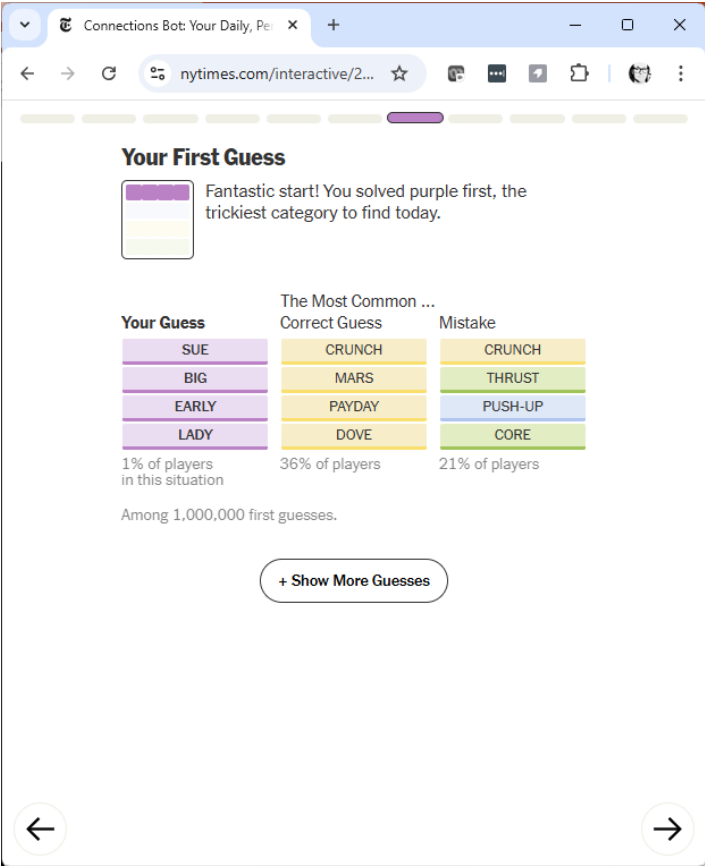 Connections Bot: Your Daily, Pe
nytimes.com/interactive/2...
Your First Guess
Fantastic start! You solved purple first, the
trickiest category to find today.
The Most Common ...
Your Guess Correct Guess Mistake
SUE CRUNCH CRUNCH
BIG MARS THRUST
EARLY PAYDAY PUSH-UP
LADY DOVE CORE
1% of players 36% of players 21% of players
in this situation
Among 1,000,000 first guesses.
+ Show More Guesses